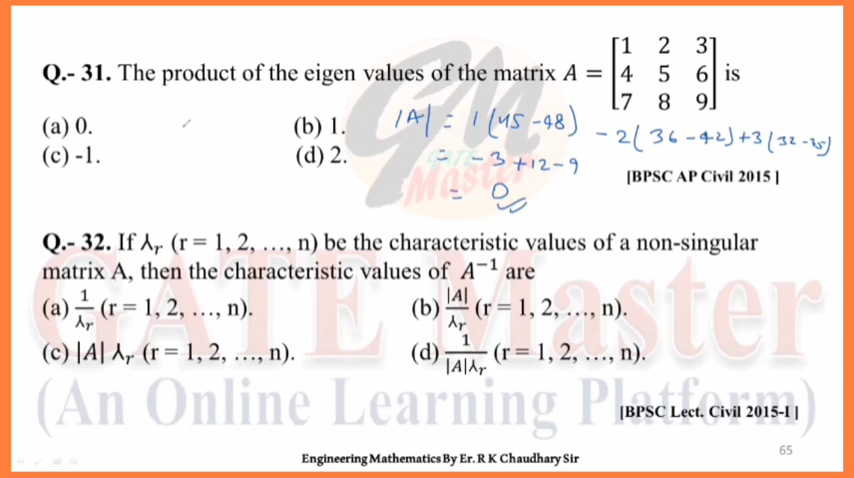 Q.- 31. The product of the eigen values of the matrix A = [1 2 3; 4 5 6; 7 8 9] is
(a) 0. (b) 1.
(c) -1. (d) 2.
|A| = 1 (45 -48) - 2( 36 -42) +3 (32 -35)
= -3 +12 -9
= 0
[BPSC AP Civil 2015 ]
Q.- 32. If λr (r = 1, 2, …, n) be the characteristic values of a non-singular
matrix A, then the characteristic values of A⁻¹ are
(a) 1/λr (r = 1, 2, …, n). (b) |A|/λr (r = 1, 2, …, n).
(c) |A| λr (r = 1, 2, …, n). (d) 1/|A|λr (r = 1, 2, …, n).
GATE Master
(An Online Learning Platform)
[BPSC Lect. Civil 2015-I ]
Engineering Mathematics By Er. R K Chaudhary Sir
65